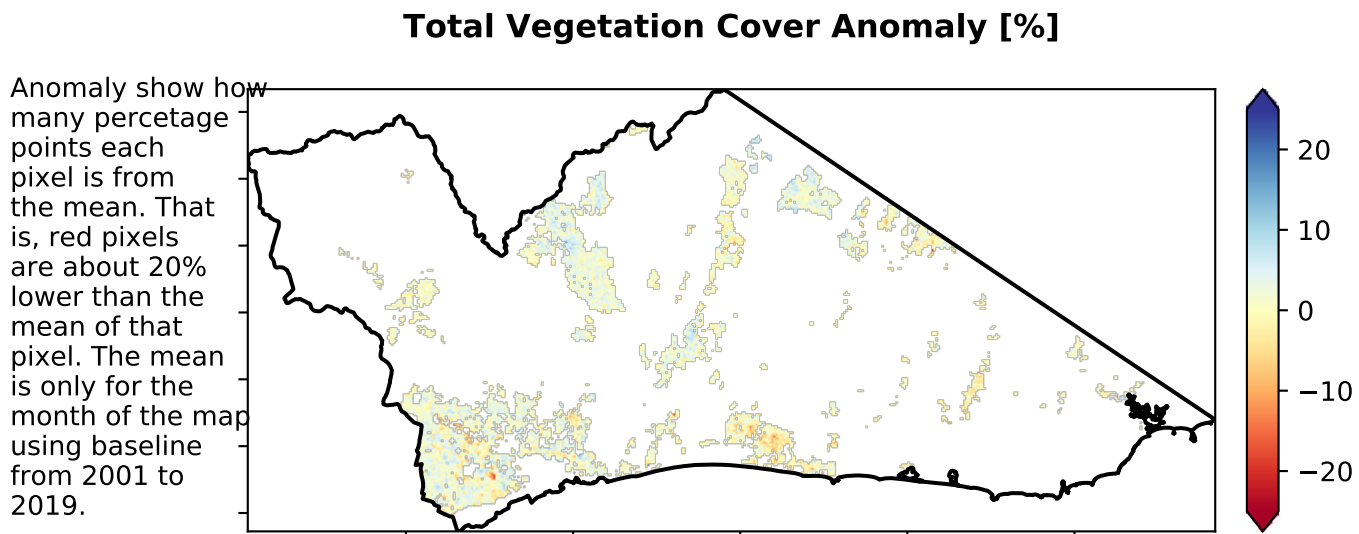 Total Vegetation Cover Anomaly [%]
Anomaly show how
many percetage
points each
pixel is from
the mean. That
is, red pixels
are about 20%
lower than the
mean of that
pixel. The mean
is only for the
month of the map
using baseline
from 2001 to
2019.
20
10
0
−10
−20